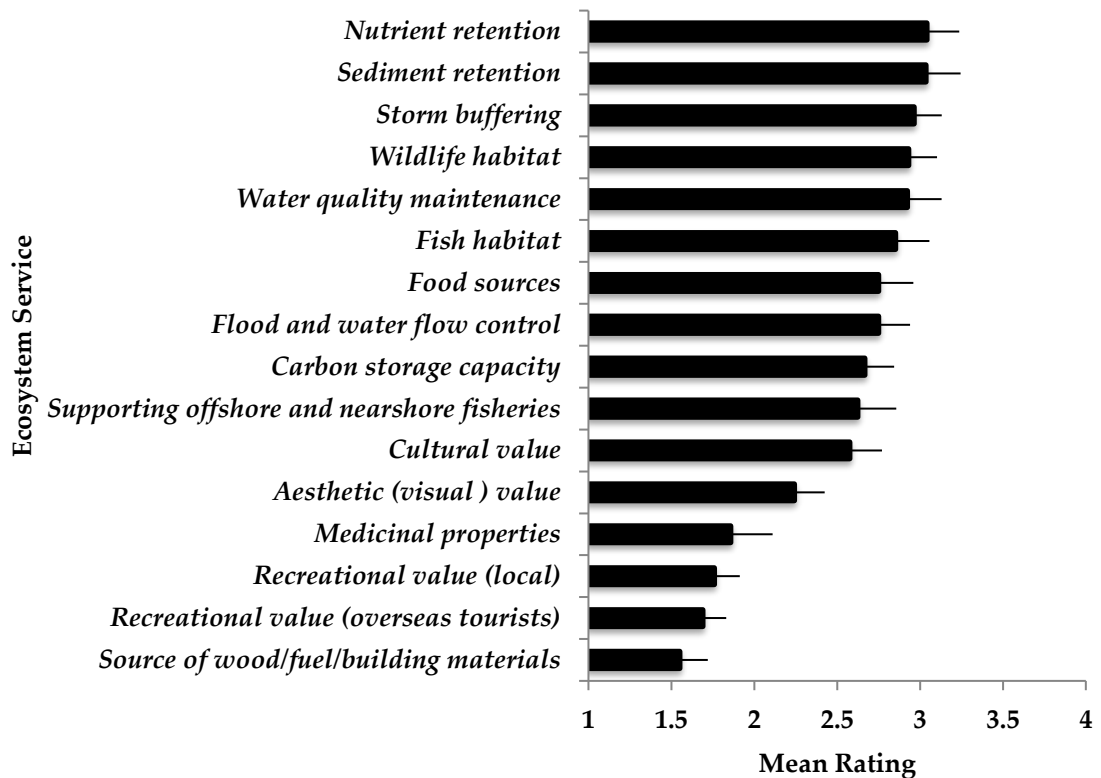 Nutrient retention
Sediment retention
Storm buffering
Wildlife habitat
Water quality maintenance
Fish habitat
Food sources
Flood and water flow control
Carbon storage capacity
Supporting offshore and nearshore fisheries
Cultural value
Aesthetic (visual ) value
Medicinal properties
Recreational value (local)
Recreational value (overseas tourists)
Source of wood/fuel/building materials
Ecosystem Service
1 1.5 2 2.5 3 3.5 4
Mean Rating